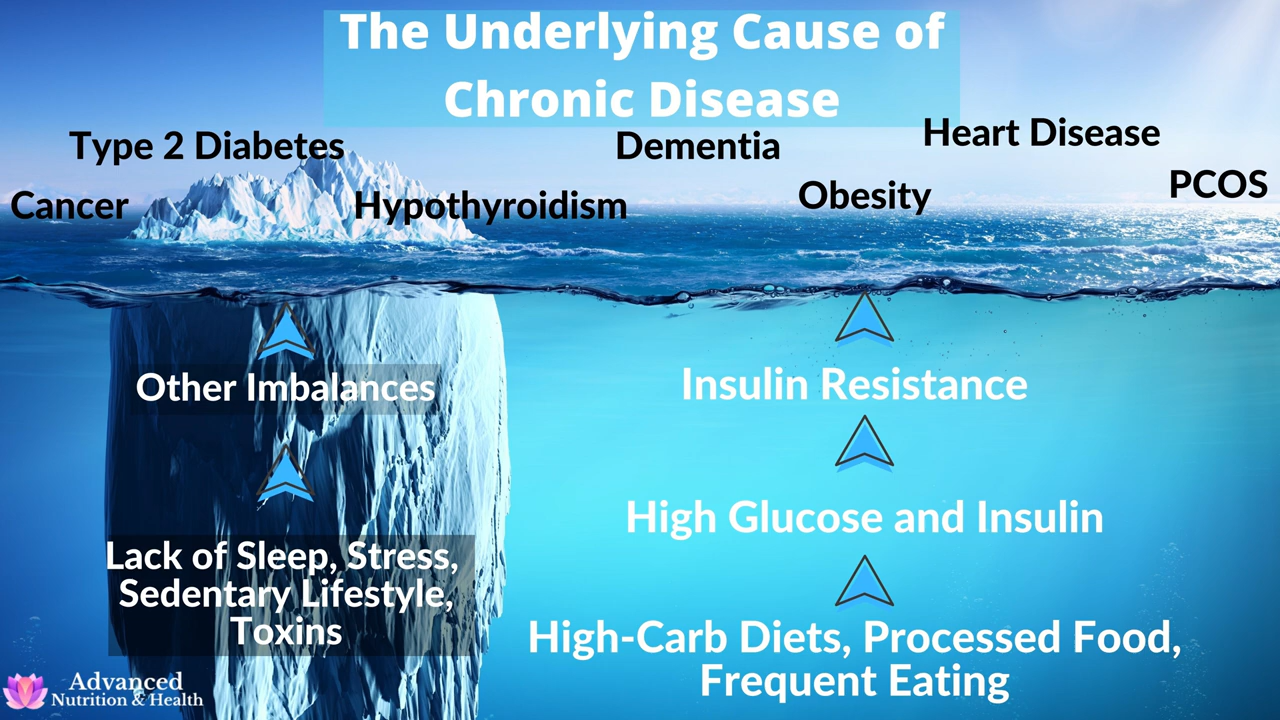 The Underlying Cause of
Chronic Disease
Type 2 Diabetes
Dementia
Heart Disease
Cancer
Hypothyroidism
Obesity
PCOS
Other Imbalances
Insulin Resistance
High Glucose and Insulin
Lack of Sleep, Stress,
Sedentary Lifestyle,
Toxins
High-Carb Diets, Processed Food,
Frequent Eating
Advanced
Nutrition & Health